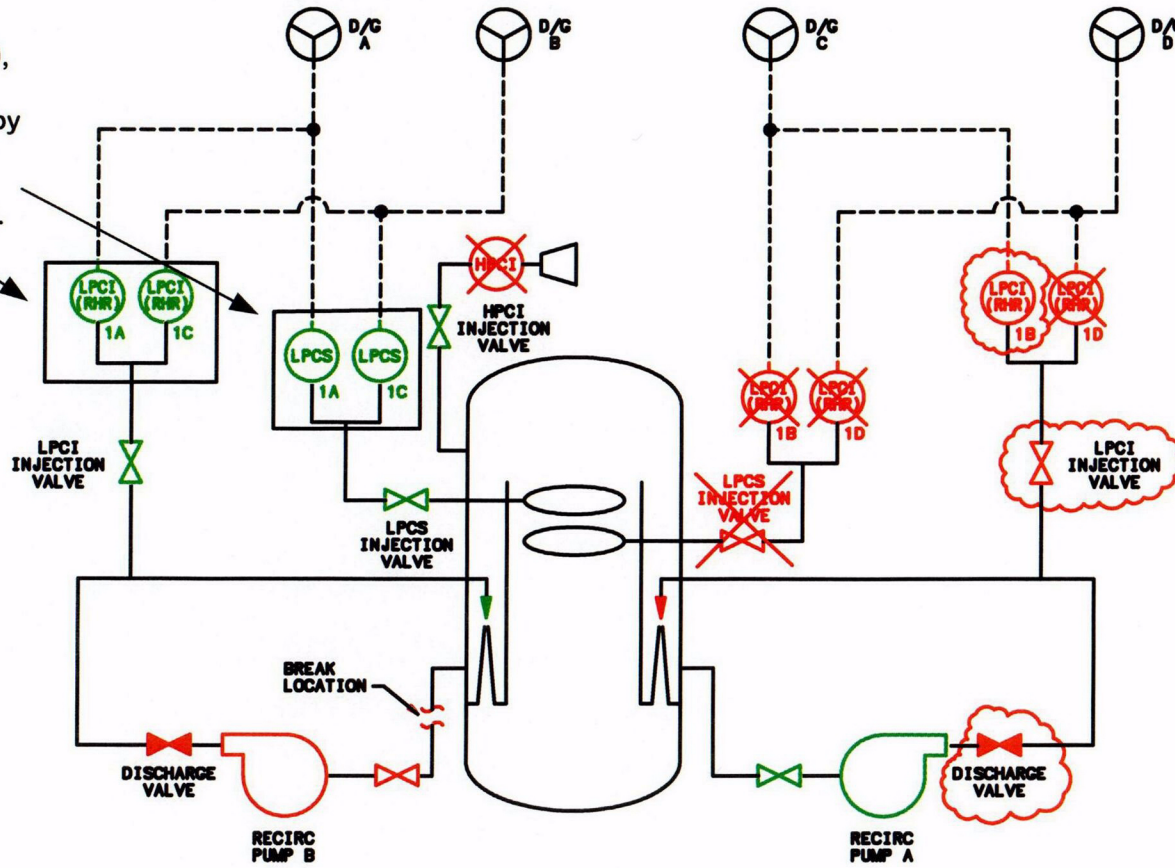 D/G
A
D/G
B
D/G
C
D/G
D
,
by
LPCI
(RHR)
1A
LPCI
(RHR)
1C
HPCI
HPCI
INJECTION
VALVE
LPCS
1A
LPCS
1C
LPCI
(RHR)
1B
LPCI
(RHR)
1D
LPCI
(RHR)
1B
LPCI
(RHR)
1D
LPCI
INJECTION
VALVE
LPCS
INJECTION
VALVE
LPCS
INJECTION
VALVE
LPCI
INJECTION
VALVE
BREAK
LOCATION
DISCHARGE
VALVE
RECIRC
PUMP B
RECIRC
PUMP A
DISCHARGE
VALVE